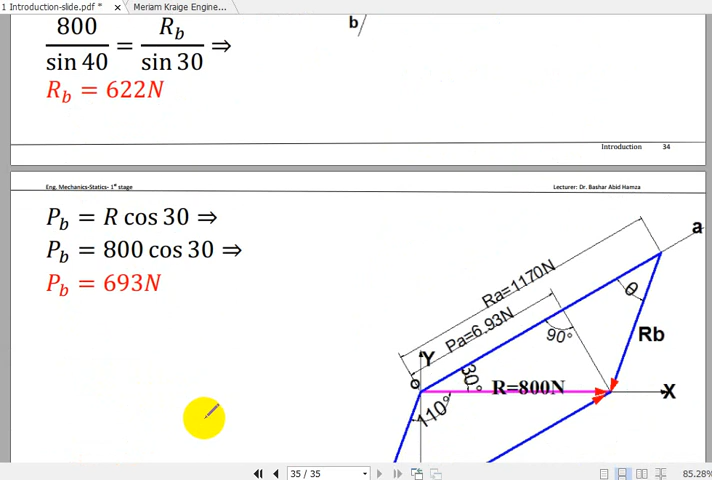 1 Introduction-slide.pdf * × Meriam Kraige Engine... ×
800 / sin 40 = R_b / sin 30 ⇒
b
R_b = 622N
Introduction 34
Eng. Mechanics-Statics- 1st stage
Lecturer: Dr. Bashar Abid Hamza
P_b = R cos 30 ⇒
P_b = 800 cos 30 ⇒
P_b = 693N
a
Ra=1170N
θ
Pa=6.93N
90°
Rb
Y
30°
o
R=800N
X
110°
35 / 35
85.28%